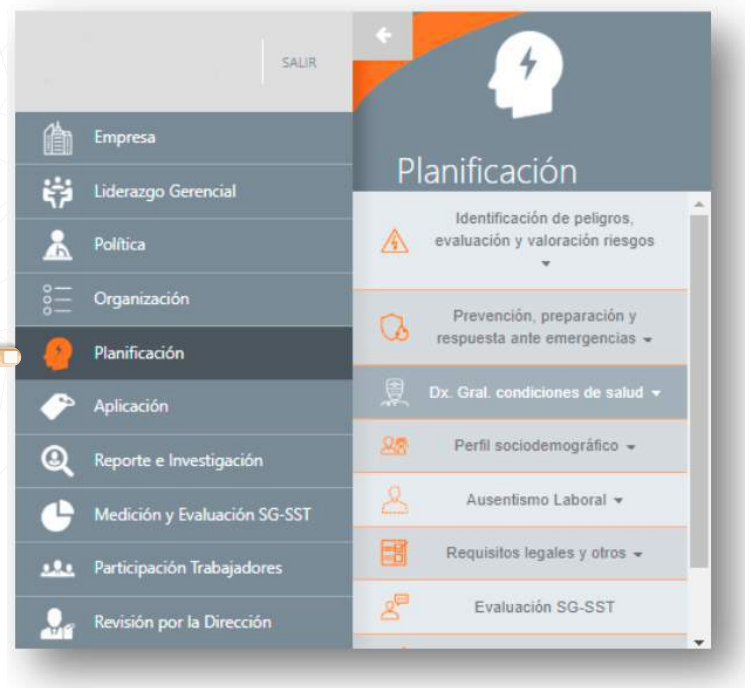 SALIR
Empresa
Liderazgo Gerencial
Política
Organización
Planificación
Aplicación
Reporte e Investigación
Medición y Evaluación SG-SST
Participación Trabajadores
Revisión por la Dirección
Planificación
Identificación de peligros,
evaluación y valoración riesgos
Prevención, preparación y
respuesta ante emergencias
Dx. Gral. condiciones de salud
Perfil sociodemográfico
Ausentismo Laboral
Requisitos legales y otros
Evaluación SG-SST